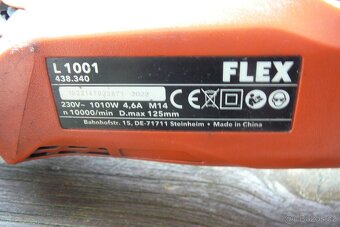 L 1001
FLEX
438.340
2022
230V~ 1010W 4,6A M14
n 10000/min D.max 125mm
Bahnhofstr. 15, DE-71711 Steinheim • Made in China